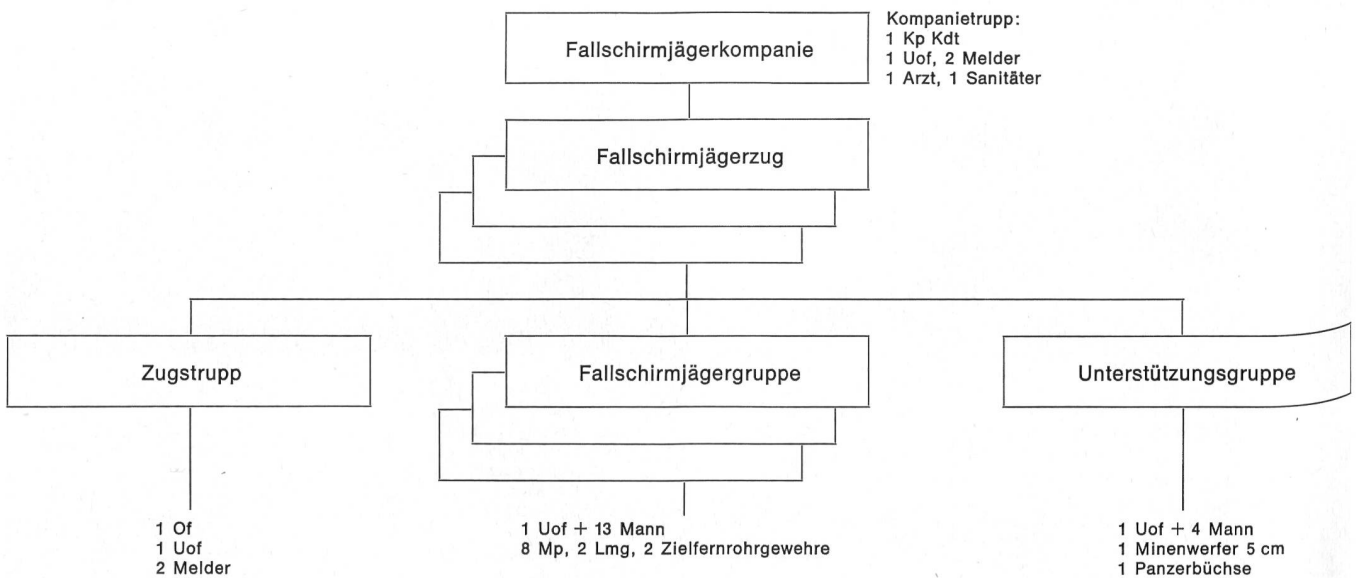 Fallschirmjägerkompanie
Kompanietrupp:
1 Kp Kdt
1 Uof, 2 Melder
1 Arzt, 1 Sanitäter
Fallschirmjägerzug
Zugstrupp
Fallschirmjägergruppe
Unterstützungsgruppe
1 Of
1 Uof
2 Melder
1 Uof + 13 Mann
8 Mp, 2 Lmg, 2 Zielfernrohrgewehre
1 Uof + 4 Mann
1 Minenwerfer 5 cm
1 Panzerbüchse